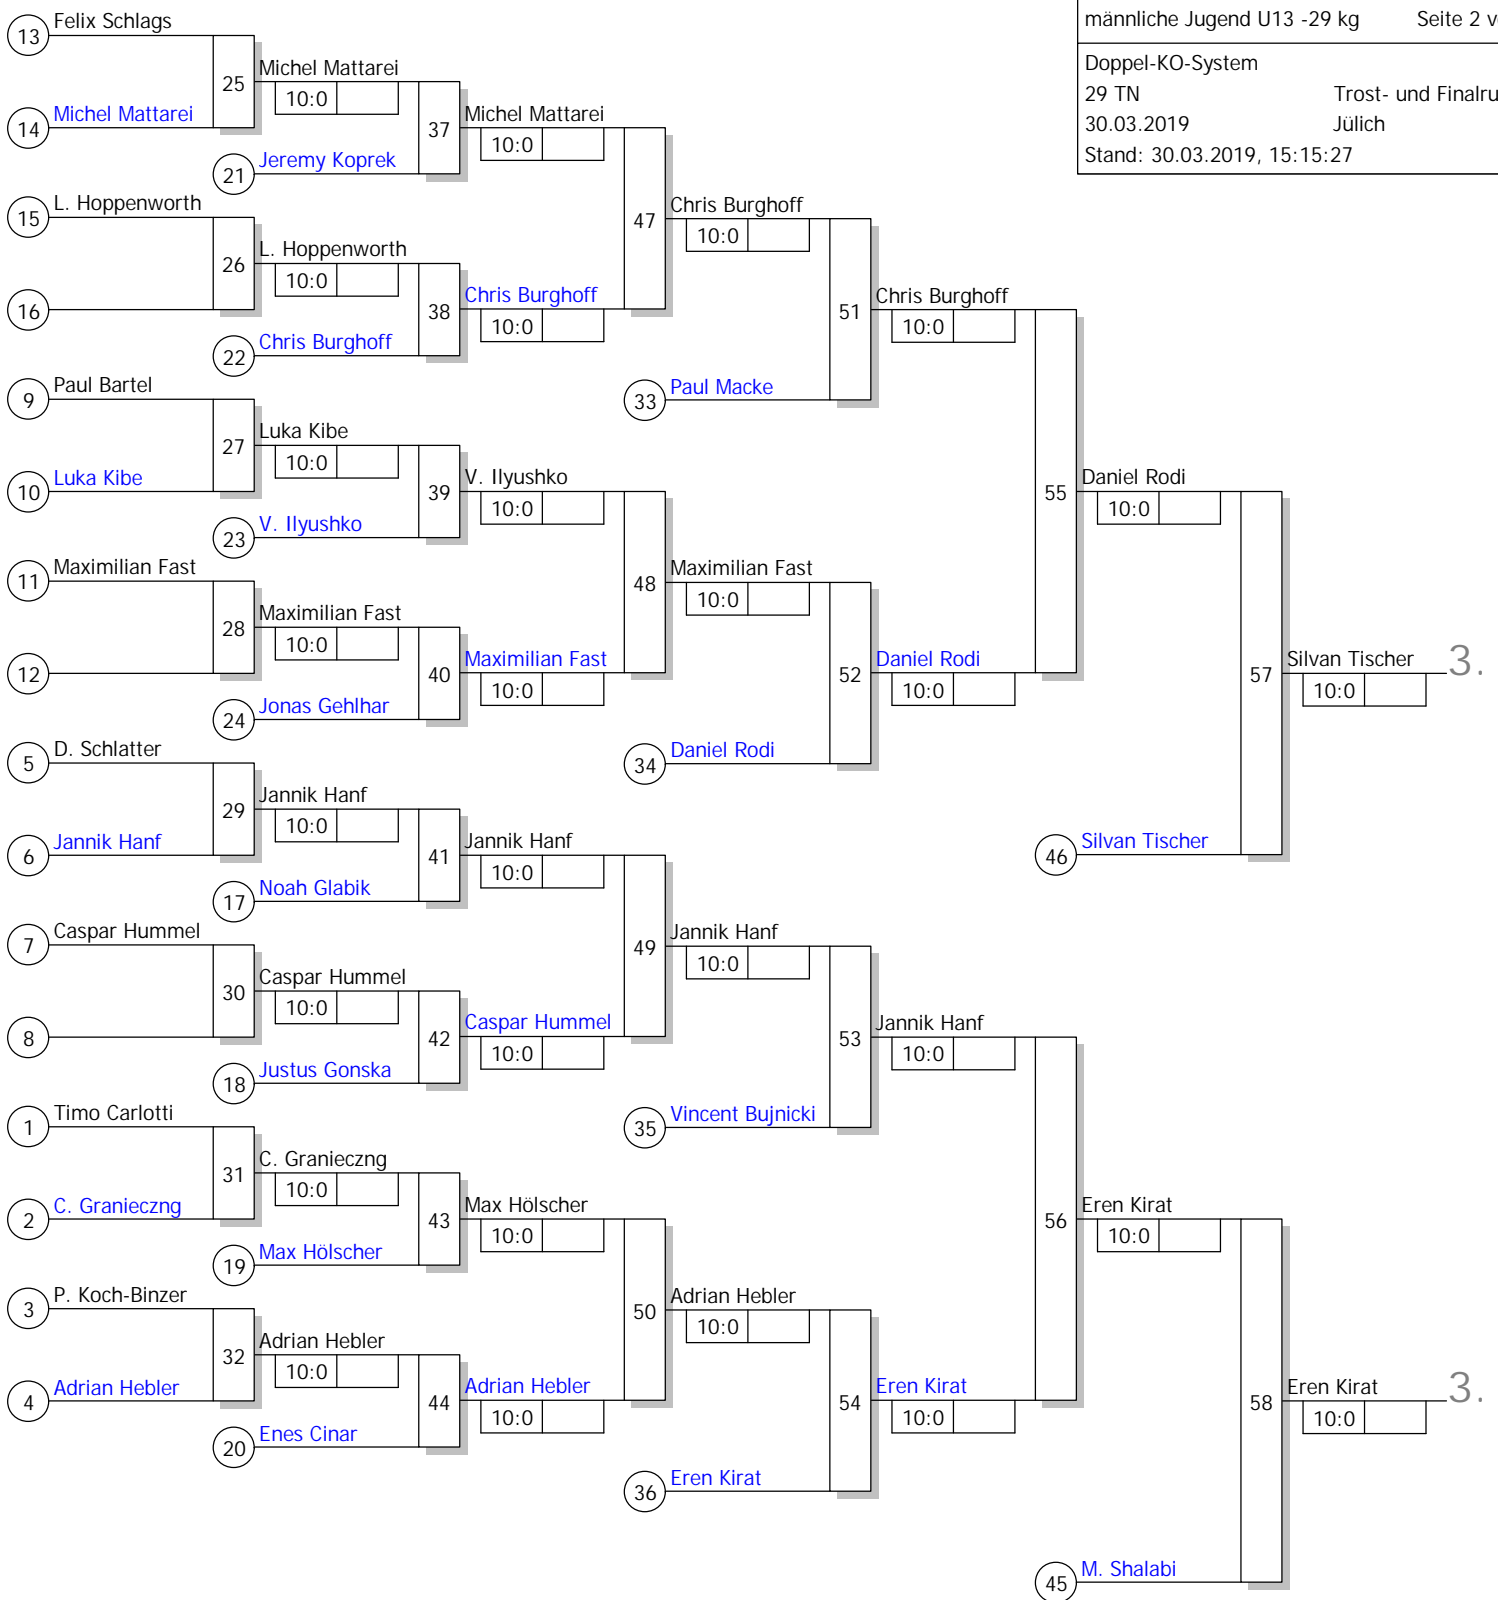 männliche Jugend U13 -29 kg Seite 2 v
Doppel-KO-System
29 TN Trost- und Finalru
30.03.2019 Jülich
Stand: 30.03.2019, 15:15:27
13 Felix Schlags
25 Michel Mattarei
10:0
14 Michel Mattarei
37 Michel Mattarei
10:0
21 Jeremy Koprek
15 L. Hoppenworth
47 Chris Burghoff
10:0
26 L. Hoppenworth
10:0
16
38 Chris Burghoff
10:0
22 Chris Burghoff
51 Chris Burghoff
10:0
9 Paul Bartel
33 Paul Macke
27 Luka Kibe
10:0
10 Luka Kibe
39 V. Ilyushko
10:0
23 V. Ilyushko
55 Daniel Rodi
10:0
11 Maximilian Fast
48 Maximilian Fast
10:0
28 Maximilian Fast
10:0
12
40 Maximilian Fast
10:0
24 Jonas Gehlhar
52 Daniel Rodi
10:0
57 Silvan Tischer 3.
10:0
5 D. Schlatter
34 Daniel Rodi
29 Jannik Hanf
10:0
6 Jannik Hanf
41 Jannik Hanf
10:0
46 Silvan Tischer
17 Noah Glabik
7 Caspar Hummel
49 Jannik Hanf
10:0
30 Caspar Hummel
10:0
8
42 Caspar Hummel
10:0
18 Justus Gonska
53 Jannik Hanf
10:0
1 Timo Carlotti
35 Vincent Bujnicki
31 C. Granieczng
10:0
2 C. Granieczng
43 Max Hölscher
10:0
19 Max Hölscher
56 Eren Kirat
10:0
3 P. Koch-Binzer
50 Adrian Hebler
10:0
32 Adrian Hebler
10:0
4 Adrian Hebler
44 Adrian Hebler
10:0
20 Enes Cinar
54 Eren Kirat
10:0
58 Eren Kirat 3.
10:0
36 Eren Kirat
45 M. Shalabi